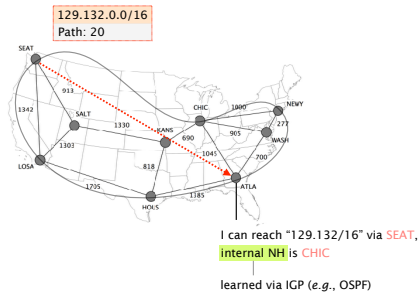 129.132.0.0/16
Path: 20
SEAT
913
1342
SALT
1330
1303
LOSA
KANS
690
CHIC
1000
NEWY
277
905
WASH
700
1045
818
ATLA
1705
1385
HOLS
I can reach “129.132/16” via SEAT,
internal NH is CHIC
learned via IGP (e.g., OSPF)